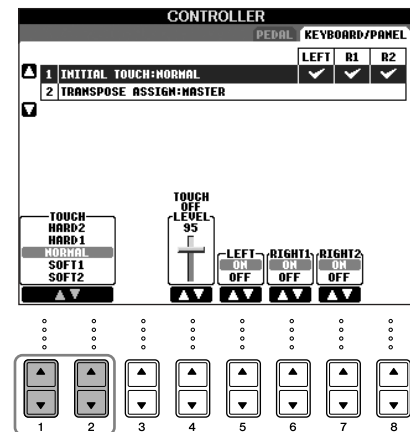 CONTROLLER
PEDAL KEYBOARD/PANEL
LEFT R1 R2
1 INITIAL TOUCH:NORMAL
2 TRANSPOSE ASSIGN:MASTER
TOUCH
HARD2
HARD1
NORMAL
SOFT1
SOFT2
TOUCH
OFF
LEVEL
95
LEFT
ON
OFF
RIGHT1
ON
OFF
RIGHT2
ON
OFF
1 2 3 4 5 6 7 8